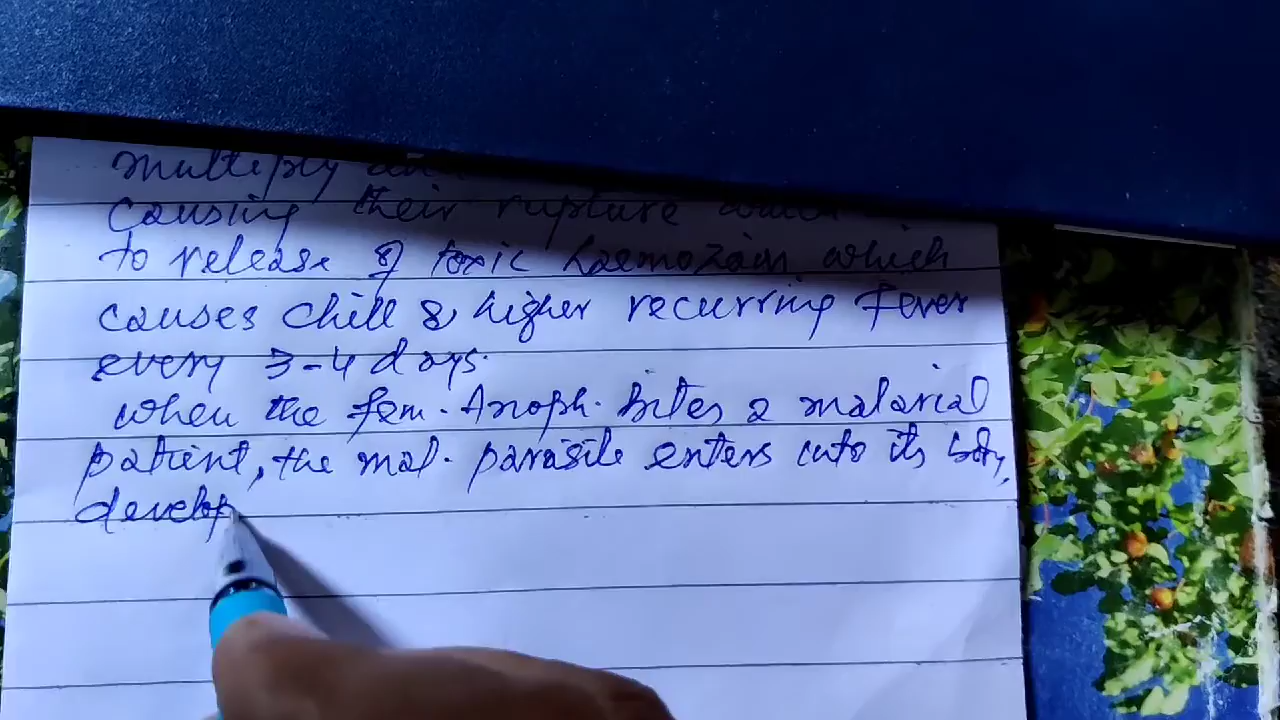 multiply
causing their rupture which
to release of toxic haemozoin which
causes chill & higher recurring fever
every 3-4 days.
when the fem. Anoph. bites a malarial
patient, the mal. parasite enters into its body,
develop